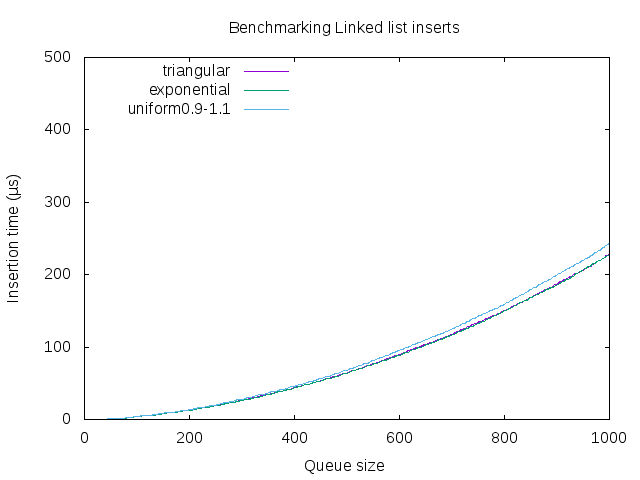 Benchmarking Linked list inserts
500
400
300
200
100
0
Insertion time (µs)
triangular
exponential
uniform0.9-1.1
0 200 400 600 800 1000
Queue size